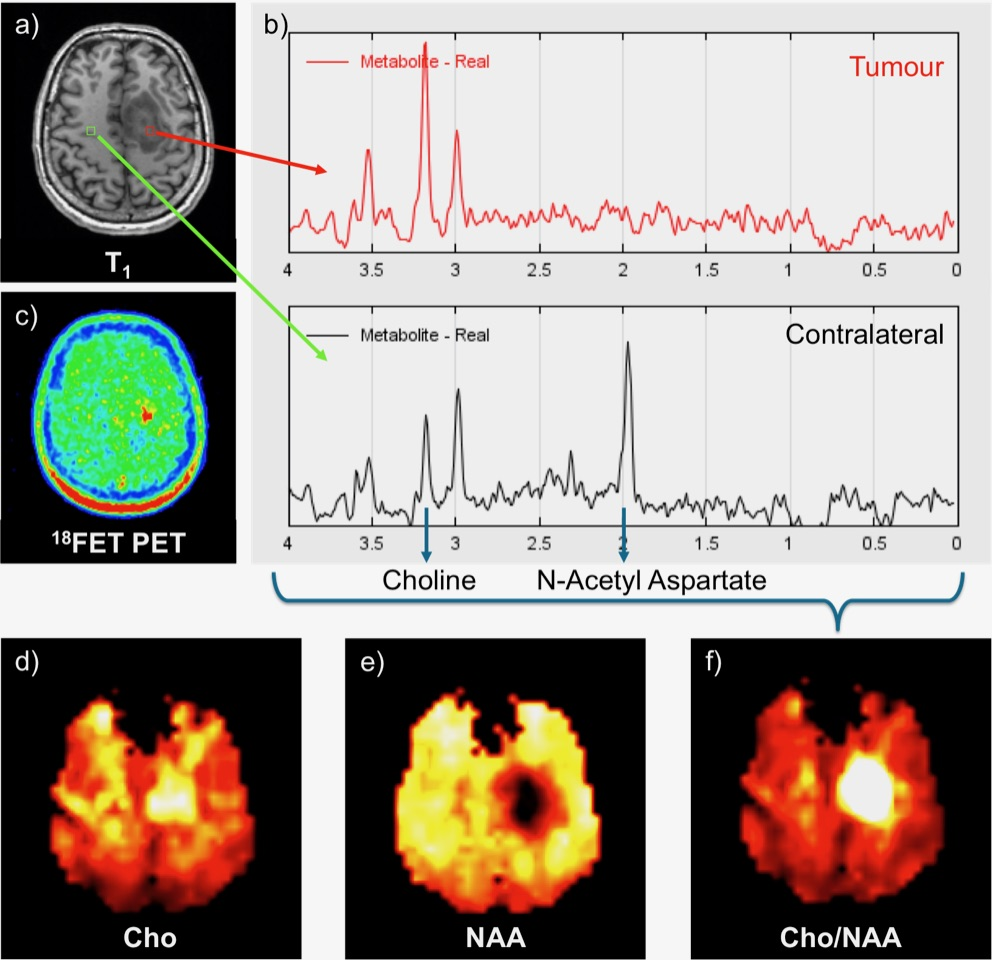 a)
T₁
b)
Metabolite - Real
Tumour
4 3.5 3 2.5 2 1.5 1 0.5 0
Metabolite - Real
Contralateral
4 3.5 3 2.5 2 1.5 1 0.5 0
Choline N-Acetyl Aspartate
c)
¹⁸FET PET
d)
Cho
e)
NAA
f)
Cho/NAA